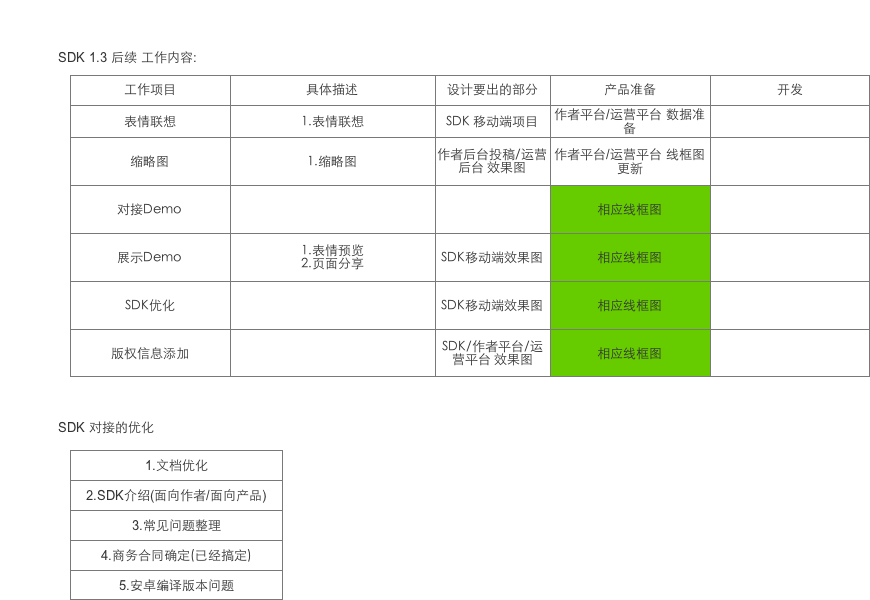 SDK 1.3 后续 工作内容:
工作项目 具体描述 设计要出的部分 产品准备 开发
表情联想 1.表情联想 SDK 移动端项目 作者平台/运营平台 数据准
备
缩略图 1.缩略图 作者后台投稿/运营
后台 效果图 作者平台/运营平台 线框图
更新
对接Demo 相应线框图
展示Demo 1.表情预览
2.页面分享 SDK移动端效果图 相应线框图
SDK优化 SDK移动端效果图 相应线框图
版权信息添加 SDK/作者平台/运
营平台 效果图 相应线框图
SDK 对接的优化
1.文档优化
2.SDK介绍(面向作者/面向产品)
3.常见问题整理
4.商务合同确定(已经搞定)
5.安卓编译版本问题